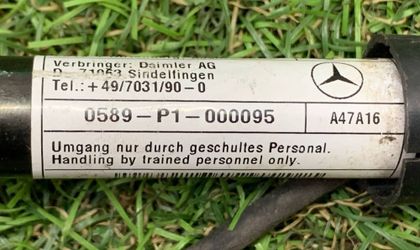 Verbringer: Daimler AG
D-71063 Sindelfingen
Tel.: +49/7031/90-0
0589-P1-000095 A47A16
Umgang nur durch geschultes Personal.
Handling by trained personnel only.